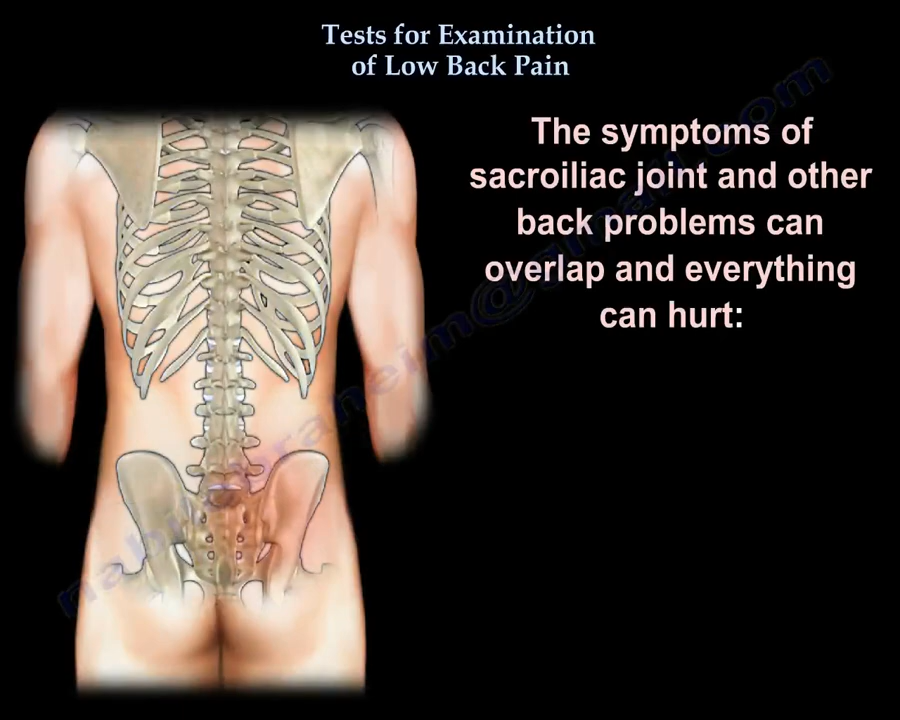 Tests for Examination
of Low Back Pain
The symptoms of
sacroiliac joint and other
back problems can
overlap and everything
can hurt: